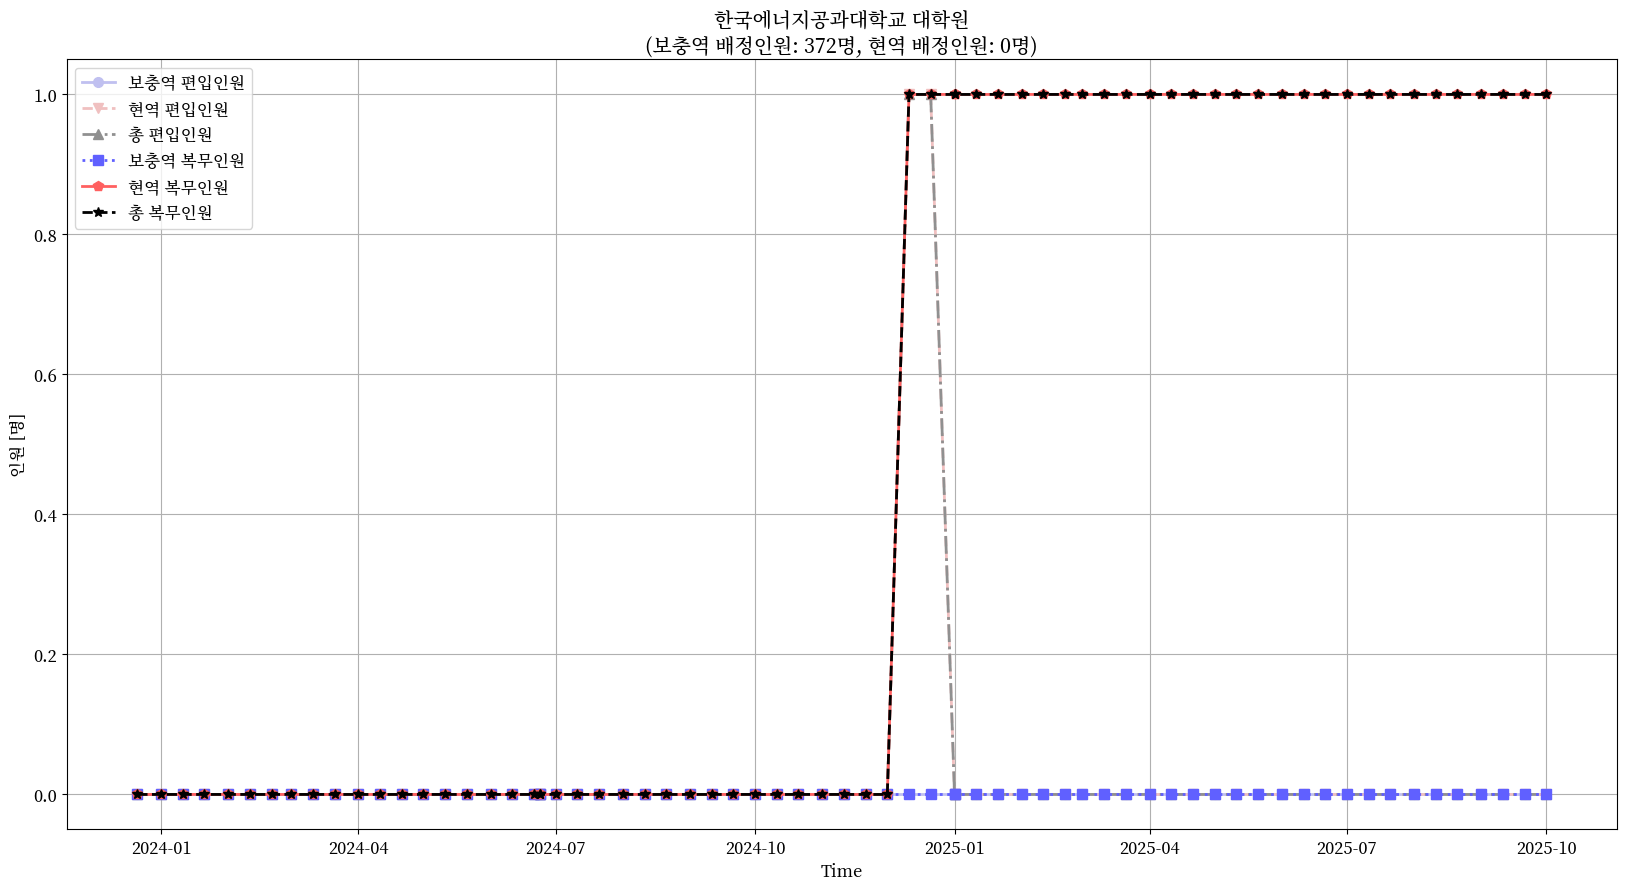 한국에너지공과대학교 대학원
(보충역 배정인원: 372명, 현역 배정인원: 0명)
보충역 편입인원
현역 편입인원
총 편입인원
보충역 복무인원
현역 복무인원
총 복무인원
1.0
0.8
0.6
0.4
0.2
0.0
인원 [명]
2024-01
2024-04
2024-07
2024-10
2025-01
2025-04
2025-07
2025-10
Time